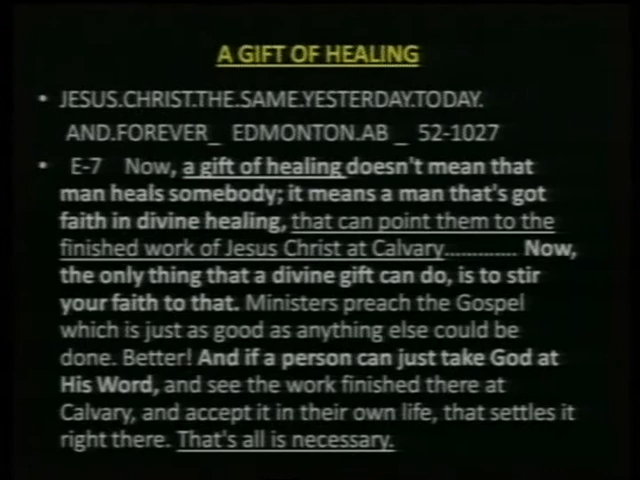 A GIFT OF HEALING
• JESUS.CHRIST.THE.SAME.YESTERDAY.TODAY.
AND.FOREVER_ EDMONTON.AB _ 52-1027
• E-7 Now, a gift of healing doesn't mean that
man heals somebody; it means a man that's got
faith in divine healing, that can point them to the
finished work of Jesus Christ at Calvary............. Now,
the only thing that a divine gift can do, is to stir
your faith to that. Ministers preach the Gospel
which is just as good as anything else could be
done. Better! And if a person can just take God at
His Word, and see the work finished there at
Calvary, and accept it in their own life, that settles it
right there. That's all is necessary.